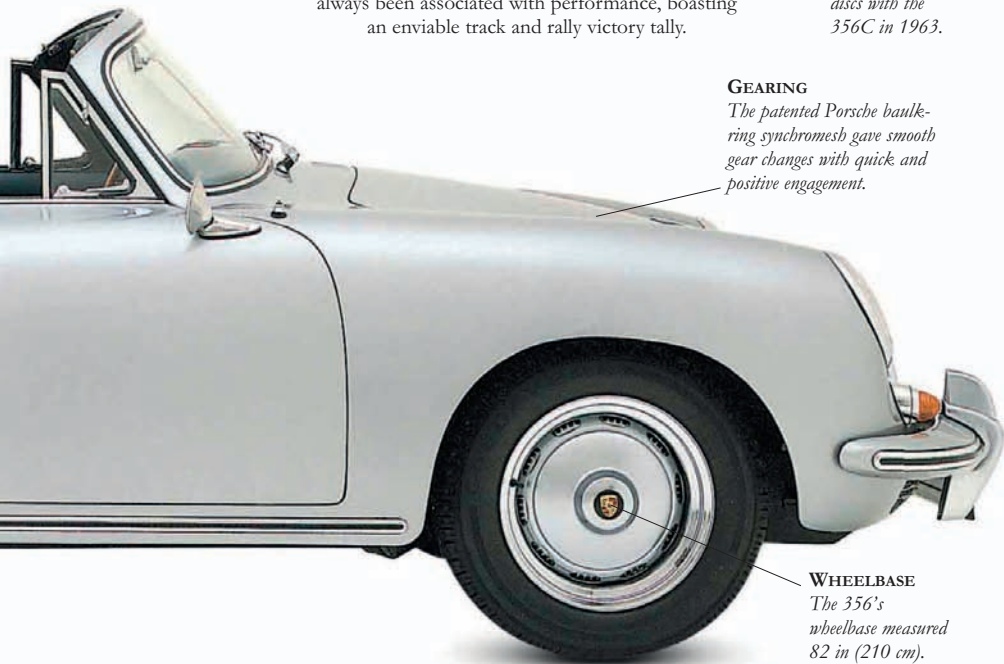 always been associated with performance, boasting
an enviable track and rally victory tally.
discs with the
356C in 1963.
GEARING
The patented Porsche baulk-
ring synchromesh gave smooth
gear changes with quick and
positive engagement.
WHEELBASE
The 356's
wheelbase measured
82 in (210 cm).